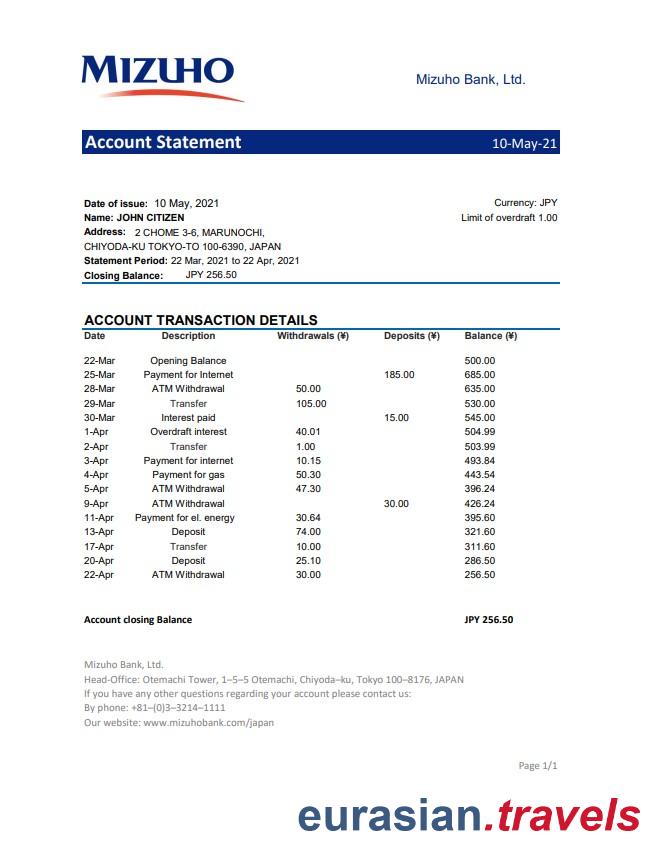 MIZUHO
Mizuho Bank, Ltd.
Account Statement 10-May-21
Date of issue: 10 May, 2021 Currency: JPY
Name: JOHN CITIZEN Limit of overdraft 1.00
Address: 2 CHOME 3-6, MARUNOCHI,
CHIYODA-KU TOKYO-TO 100-6390, JAPAN
Statement Period: 22 Mar, 2021 to 22 Apr, 2021
Closing Balance: JPY 256.50
ACCOUNT TRANSACTION DETAILS
Date Description Withdrawals (¥) Deposits (¥) Balance (¥)
22-Mar Opening Balance 500.00
25-Mar Payment for Internet 185.00 685.00
28-Mar ATM Withdrawal 50.00 635.00
29-Mar Transfer 105.00 530.00
30-Mar Interest paid 15.00 545.00
1-Apr Overdraft interest 40.01 504.99
2-Apr Transfer 1.00 503.99
3-Apr Payment for internet 10.15 493.84
4-Apr Payment for gas 50.30 443.54
5-Apr ATM Withdrawal 47.30 396.24
9-Apr ATM Withdrawal 30.00 426.24
11-Apr Payment for el. energy 30.64 395.60
13-Apr Deposit 74.00 321.60
17-Apr Transfer 10.00 311.60
20-Apr Deposit 25.10 286.50
22-Apr ATM Withdrawal 30.00 256.50
Account closing Balance JPY 256.50
Mizuho Bank, Ltd.
Head-Office: Otemachi Tower, 1–5–5 Otemachi, Chiyoda–ku, Tokyo 100–8176, JAPAN
If you have any other questions regarding your account please contact us:
By phone: +81–(0)3–3214–1111
Our website: www.mizuhobank.com/japan
Page 1/1
eurasian.travels